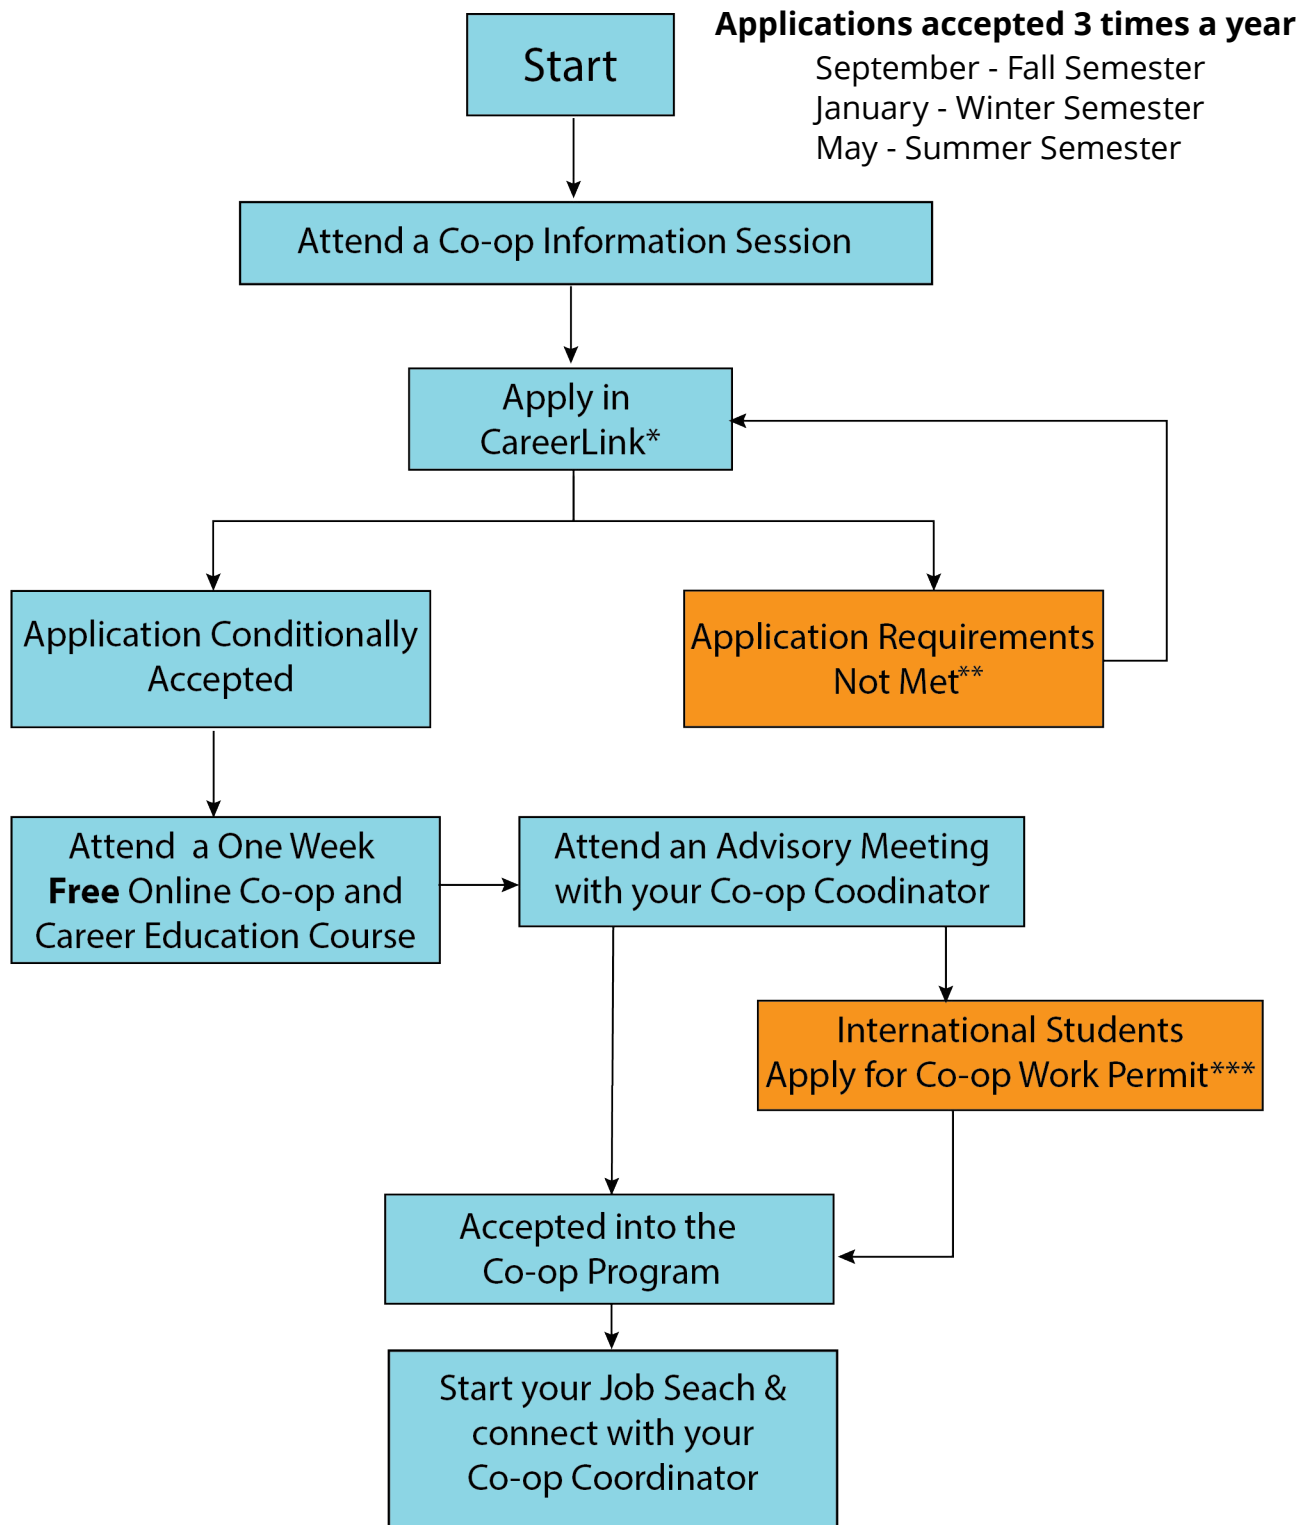 Applications accepted 3 times a year
September - Fall Semester
January - Winter Semester
May - Summer Semester
Start
Attend a Co-op Information Session
Apply in
CareerLink*
Application Conditionally
Accepted
Application Requirements
Not Met**
Attend a One Week
Free Online Co-op and
Career Education Course
Attend an Advisory Meeting
with your Co-op Coodinator
International Students
Apply for Co-op Work Permit***
Accepted into the
Co-op Program
Start your Job Seach &
connect with your
Co-op Coordinator